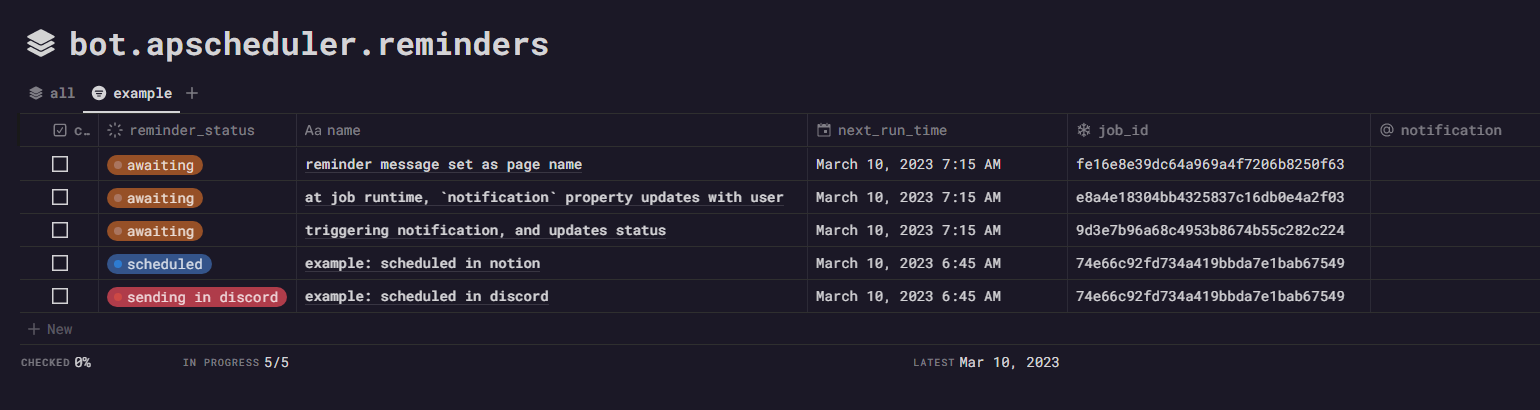 bot.apscheduler.reminders
all example +
c… reminder_status Aa name next_run_time job_id @ notification
awaiting reminder message set as page name March 10, 2023 7:15 AM fe16e8e39dc64a969a4f7206b8250f63
awaiting at job runtime, `notification` property updates with user March 10, 2023 7:15 AM e8a4e18304bb4325837c16db0e4a2f03
awaiting triggering notification, and updates status March 10, 2023 7:15 AM 9d3e7b96a68c4953b8674b55c282c224
scheduled example: scheduled in notion March 10, 2023 6:45 AM 74e66c92fd734a419bbda7e1bab67549
sending in discord example: scheduled in discord March 10, 2023 6:45 AM 74e66c92fd734a419bbda7e1bab67549
+ New
CHECKED 0% IN PROGRESS 5/5 LATEST Mar 10, 2023